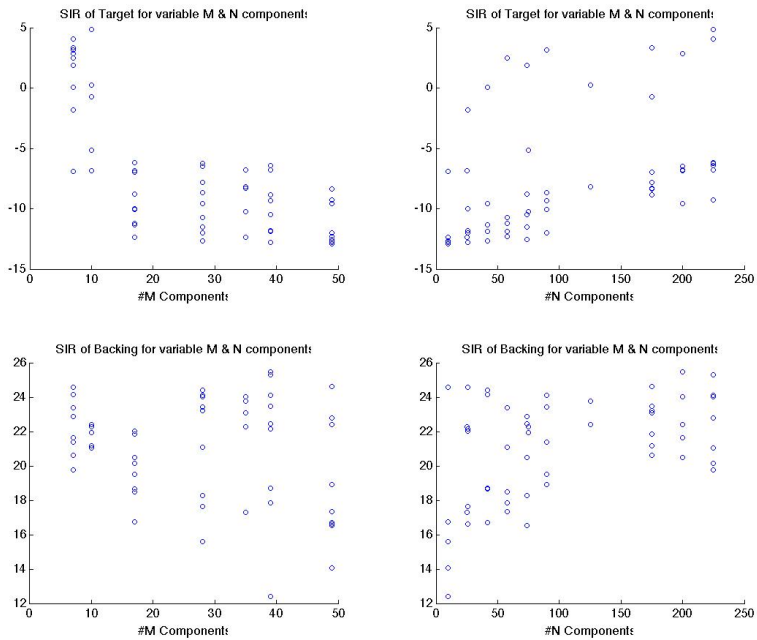 SIR of Target for variable M & N components
5
0
-5
-10
-15
0 10 20 30 40 50
#M Components
SIR of Target for variable M & N components
5
0
-5
-10
-15
0 50 100 150 200 250
#N Components
SIR of Backing for variable M & N components
26
24
22
20
18
16
14
12
0 10 20 30 40 50
#M Components
SIR of Backing for variable M & N components
26
24
22
20
18
16
14
12
0 50 100 150 200 250
#N Components